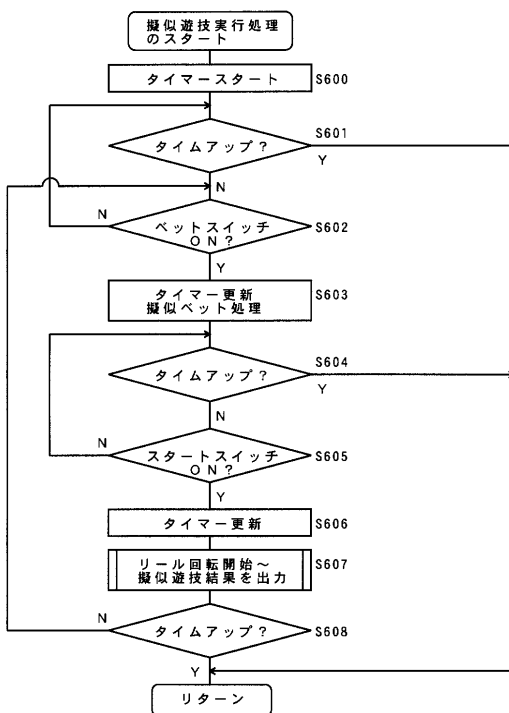 擬似遊技実行処理
のスタート
タイマースタート
S600
タイムアップ?
S601
Y
N
ベットスイッチ
ON?
S602
N
Y
タイマー更新
擬似ベット処理
S603
タイムアップ?
S604
Y
N
スタートスイッチ
ON?
S605
N
Y
タイマー更新
S606
リール回転開始~
擬似遊技結果を出力
S607
タイムアップ?
S608
N
Y
リターン